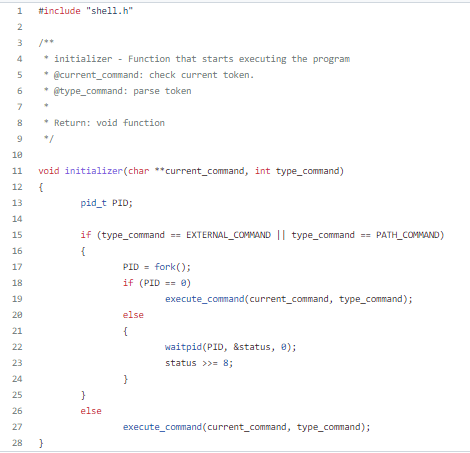 1 #include "shell.h"
2
3 /**
4 * initializer - Function that starts executing the program
5 * @current_command: check current token.
6 * @type_command: parse token
7 *
8 * Return: void function
9 */
10
11 void initializer(char **current_command, int type_command)
12 {
13 pid_t PID;
14
15 if (type_command == EXTERNAL_COMMAND || type_command == PATH_COMMAND)
16 {
17 PID = fork();
18 if (PID == 0)
19 execute_command(current_command, type_command);
20 else
21 {
22 waitpid(PID, &status, 0);
23 status >>= 8;
24 }
25 }
26 else
27 execute_command(current_command, type_command);
28 }